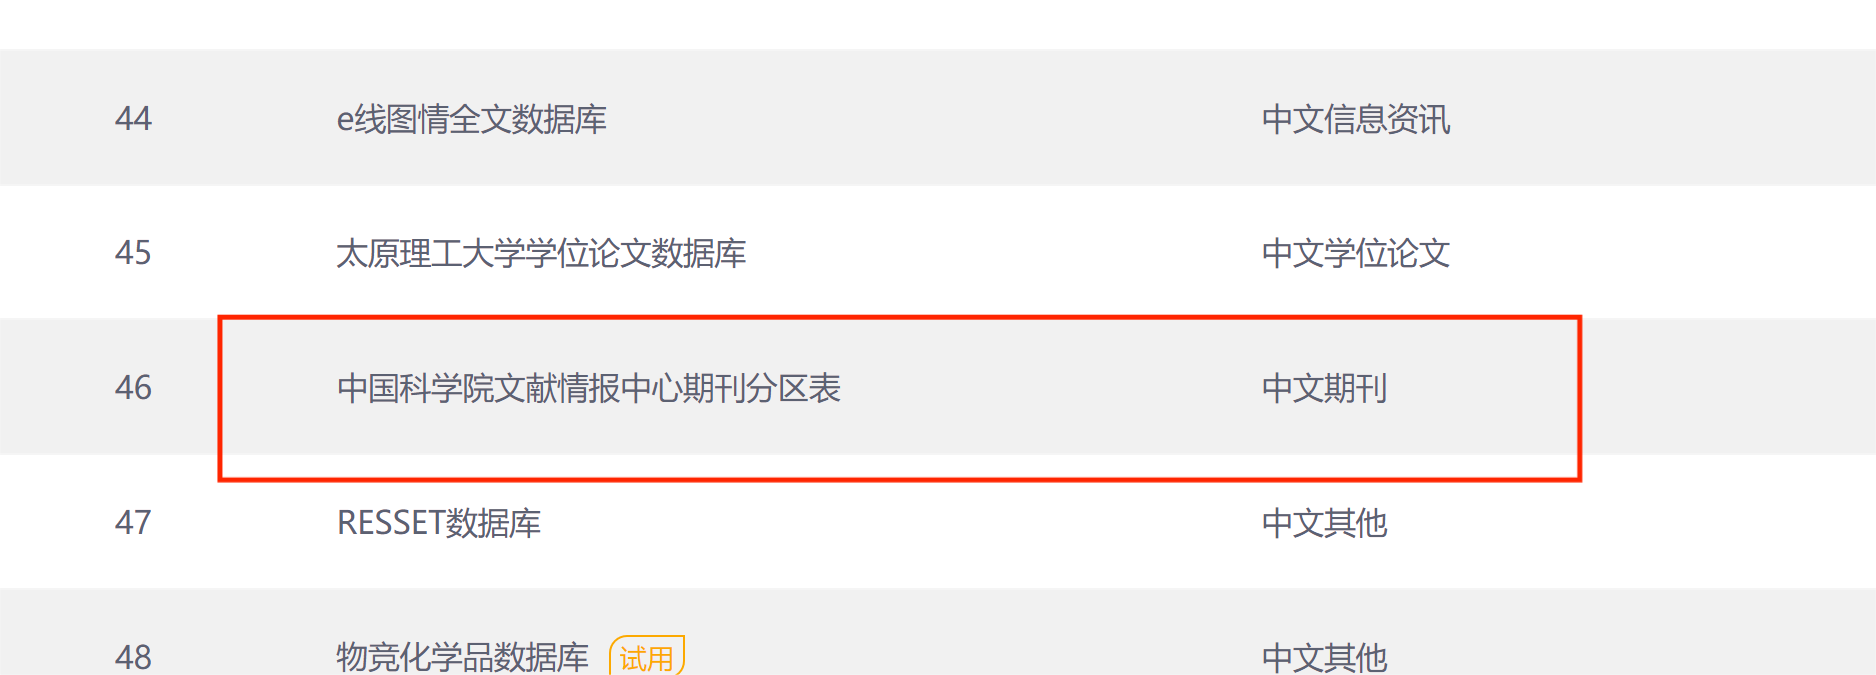 44 e线图情全文数据库 中文信息资讯
45 太原理工大学学位论文数据库 中文学位论文
46 中国科学院文献情报中心期刊分区表 中文期刊
47 RESSET数据库 中文其他
48 物竞化学品数据库 试用 中文其他